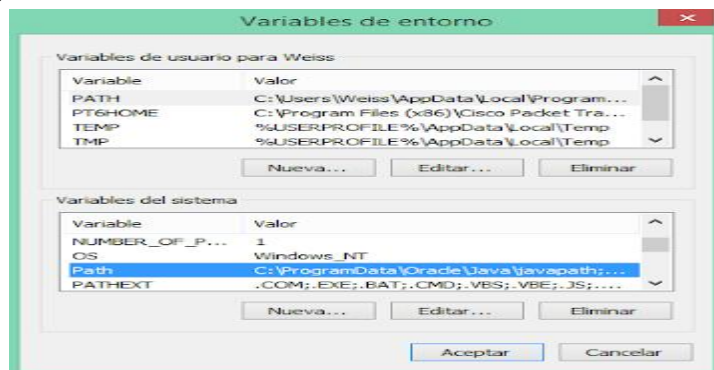 Variables de entorno
Variables de usuario para Weiss
Variable Valor
PATH C:\Users\Weiss\AppData\Local\Program...
PT6HOME C:\Program Files (x86)\Cisco Packet Tra...
TEMP %USERPROFILE%\AppData\Local\Temp
TMP %USERPROFILE%\AppData\Local\Temp
Nueva... Editar... Eliminar
Variables del sistema
Variable Valor
NUMBER_OF_P... 1
OS Windows_NT
Path C:\ProgramData\Oracle\Java\javapath;...
PATHEXT .COM;.EXE;.BAT;.CMD;.VBS;.VBE;.JS;....
Nueva... Editar... Eliminar
Aceptar Cancelar